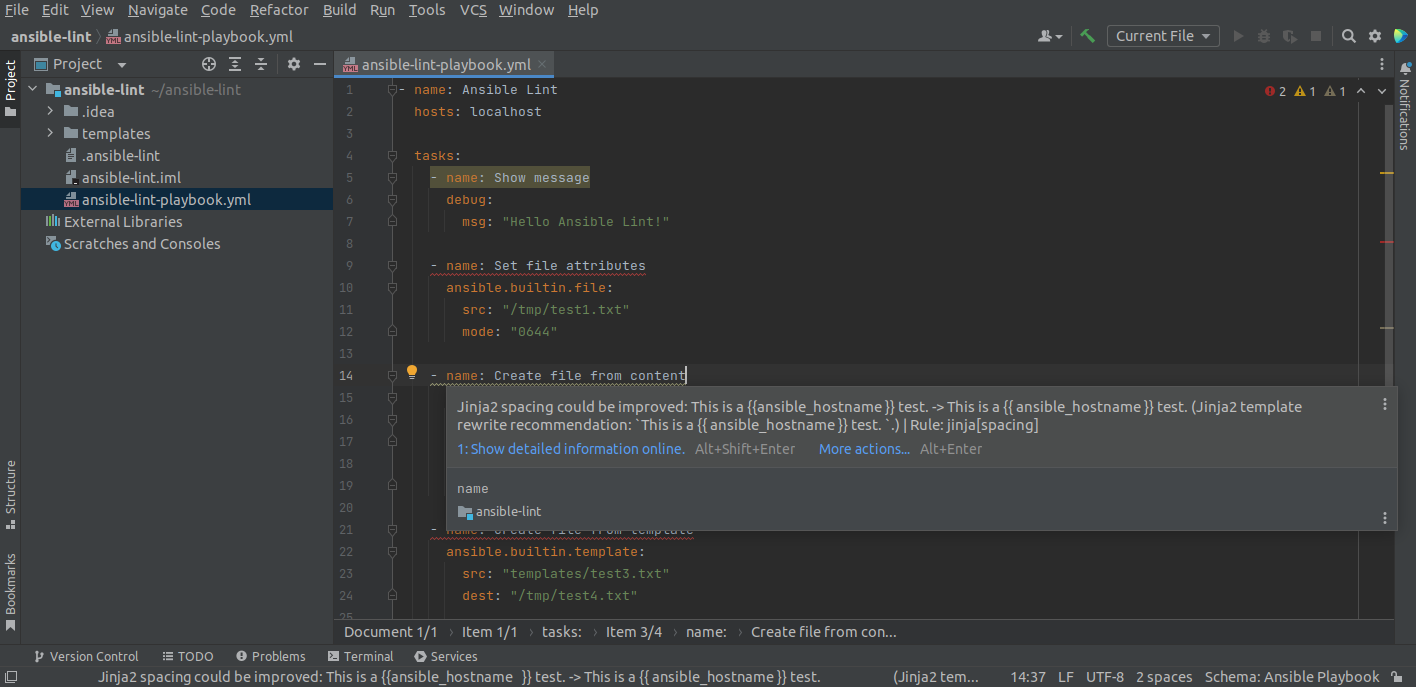 File Edit View Navigate Code Refactor Build Run Tools VCS Window Help
ansible-lint ansible-lint-playbook.yml Current File
Project ansible-lint-playbook.yml
Project
ansible-lint ~/ansible-lint
.idea
templates
.ansible-lint
ansible-lint.iml
ansible-lint-playbook.yml
External Libraries
Scratches and Consoles
Structure
Bookmarks
2 1 1
1 - name: Ansible Lint
2 hosts: localhost
3
4 tasks:
5 - name: Show message
6 debug:
7 msg: "Hello Ansible Lint!"
8
9 - name: Set file attributes
10 ansible.builtin.file:
11 src: "/tmp/test1.txt"
12 mode: "0644"
13
14 - name: Create file from content
15
16
17
18
19
20
Jinja2 spacing could be improved: This is a {{ansible_hostname }} test. -> This is a {{ ansible_hostname }} test. (Jinja2 template
rewrite recommendation: `This is a {{ ansible_hostname }} test. `.) | Rule: jinja[spacing]
1: Show detailed information online. Alt+Shift+Enter More actions... Alt+Enter
name
ansible-lint
21 - name: Create file from template
22 ansible.builtin.template:
23 src: "templates/test3.txt"
24 dest: "/tmp/test4.txt"
25
Notifications
Document 1/1 › Item 1/1 › tasks: › Item 3/4 › name: › Create file from con...
Version Control TODO Problems Terminal Services
Jinja2 spacing could be improved: This is a {{ansible_hostname }} test. -> This is a {{ ansible_hostname }} test. (Jinja2 tem... 14:37 LF UTF-8 2 spaces Schema: Ansible Playbook